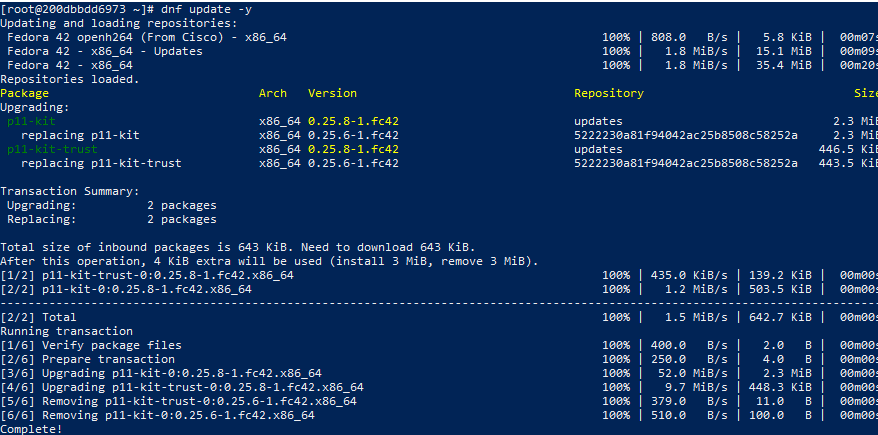 [root@200dbbdd6973 ~]# dnf update -y
Updating and loading repositories:
 Fedora 42 openh264 (From Cisco) - x86_64 100% | 808.0 B/s | 5.8 KiB | 00m07s
 Fedora 42 - x86_64 - Updates 100% | 1.8 MiB/s | 15.1 MiB | 00m09s
 Fedora 42 - x86_64 100% | 1.8 MiB/s | 35.4 MiB | 00m20s
Repositories loaded.
Package Arch Version Repository Size
Upgrading:
 p11-kit x86_64 0.25.8-1.fc42 updates 2.3 MiB
   replacing p11-kit x86_64 0.25.6-1.fc42 5222230a81f94042ac25b8508c58252a 2.3 MiB
 p11-kit-trust x86_64 0.25.8-1.fc42 updates 446.5 KiB
   replacing p11-kit-trust x86_64 0.25.6-1.fc42 5222230a81f94042ac25b8508c58252a 443.5 KiB
Transaction Summary:
 Upgrading: 2 packages
 Replacing: 2 packages
Total size of inbound packages is 643 KiB. Need to download 643 KiB.
After this operation, 4 KiB extra will be used (install 3 MiB, remove 3 MiB).
[1/2] p11-kit-trust-0:0.25.8-1.fc42.x86_64 100% | 435.0 KiB/s | 139.2 KiB | 00m00s
[2/2] p11-kit-0:0.25.8-1.fc42.x86_64 100% | 1.2 MiB/s | 503.5 KiB | 00m00s
[2/2] Total 100% | 1.5 MiB/s | 642.7 KiB | 00m00s
Running transaction
[1/6] Verify package files 100% | 400.0 B/s | 2.0 B | 00m00s
[2/6] Prepare transaction 100% | 250.0 B/s | 4.0 B | 00m00s
[3/6] Upgrading p11-kit-0:0.25.8-1.fc42.x86_64 100% | 52.0 MiB/s | 2.3 MiB | 00m00s
[4/6] Upgrading p11-kit-trust-0:0.25.8-1.fc42.x86_64 100% | 9.7 MiB/s | 448.3 KiB | 00m00s
[5/6] Removing p11-kit-trust-0:0.25.6-1.fc42.x86_64 100% | 379.0 B/s | 11.0 B | 00m00s
[6/6] Removing p11-kit-0:0.25.6-1.fc42.x86_64 100% | 510.0 B/s | 100.0 B | 00m00s
Complete!